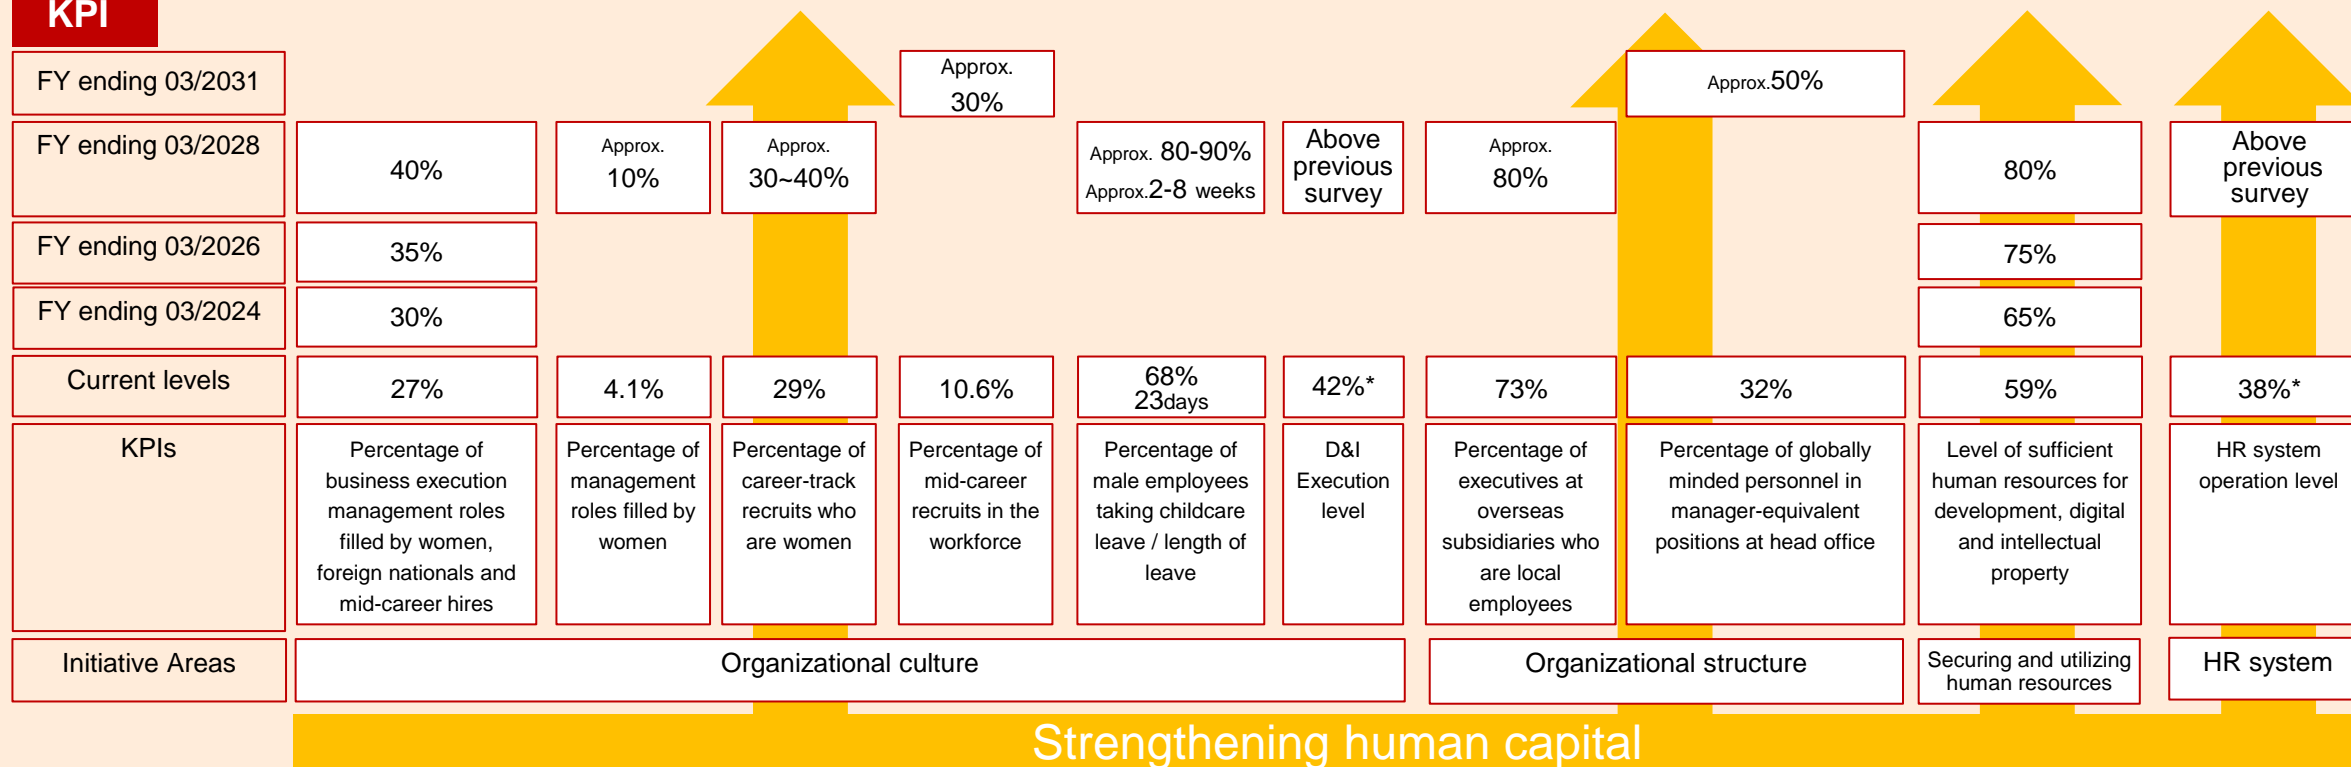 KPI
FY ending 03/2031
Approx.
30%
Approx.50%
FY ending 03/2028
40%
Approx.
10%
Approx.
30~40%
Approx. 80-90%
Approx.2-8 weeks
Above
previous
survey
Approx.
80%
80%
Above
previous
survey
FY ending 03/2026
35%
75%
FY ending 03/2024
30%
65%
Current levels
27%
4.1%
29%
10.6%
68%
23days
42%*
73%
32%
59%
38%*
KPIs
Percentage of
business execution
management roles
filled by women,
foreign nationals and
mid-career hires
Percentage of
management
roles filled by
women
Percentage of
career-track
recruits who
are women
Percentage of
mid-career
recruits in the
workforce
Percentage of
male employees
taking childcare
leave / length of
leave
D&I
Execution
level
Percentage of
executives at
overseas
subsidiaries who
are local
employees
Percentage of globally
minded personnel in
manager-equivalent
positions at head office
Level of sufficient
human resources for
development, digital
and intellectual
property
HR system
operation level
Initiative Areas
Organizational culture
Organizational structure
Securing and utilizing
human resources
HR system
Strengthening human capital